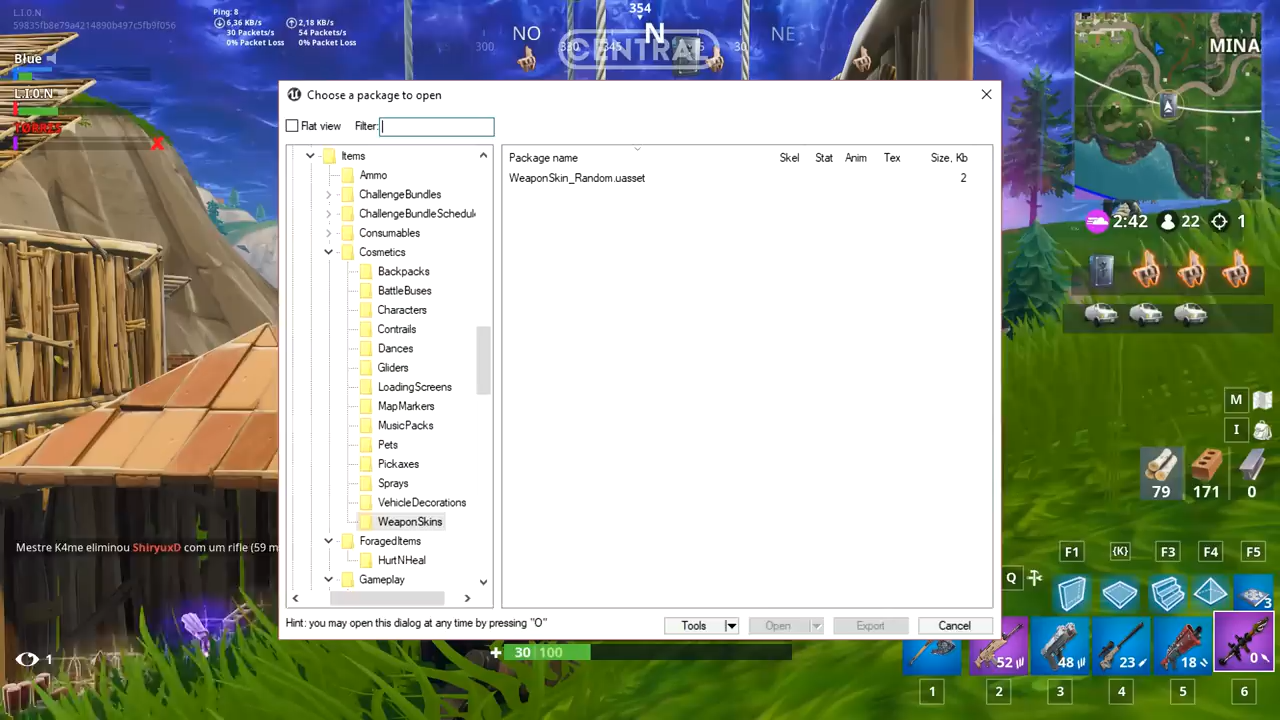 L.I.O.N
59835fb8e79a4214890b497c5fb9f056
Ping: 8
6,36 KB/s
2,18 KB/s
30 Packets/s
54 Packets/s
0% Packet Loss
0% Packet Loss
354
300
NO
330
345
N
15
30
NE
CENTRAL
MINA
Blue
L.I.O.N
TØRRES
2:42
22
1
Choose a package to open
Flat view
Filter:
Items
Ammo
ChallengeBundles
ChallengeBundleSchedul
Consumables
Cosmetics
Backpacks
BattleBuses
Characters
Contrails
Dances
Gliders
LoadingScreens
MapMarkers
MusicPacks
Pets
Pickaxes
Sprays
VehicleDecorations
WeaponSkins
ForagedItems
HurtNHeal
Gameplay
Package name
Skel
Stat
Anim
Tex
Size, Kb
WeaponSkin_Random.uasset
2
Hint: you may open this dialog at any time by pressing "O"
Tools
Open
Export
Cancel
Mestre K4me eliminou ShiryuxD com um rifle (59 m
1
30 | 100
M
I
79
171
0
F1
{K}
F3
F4
F5
Q
3
52
48
23
18
0
1
2
3
4
5
6